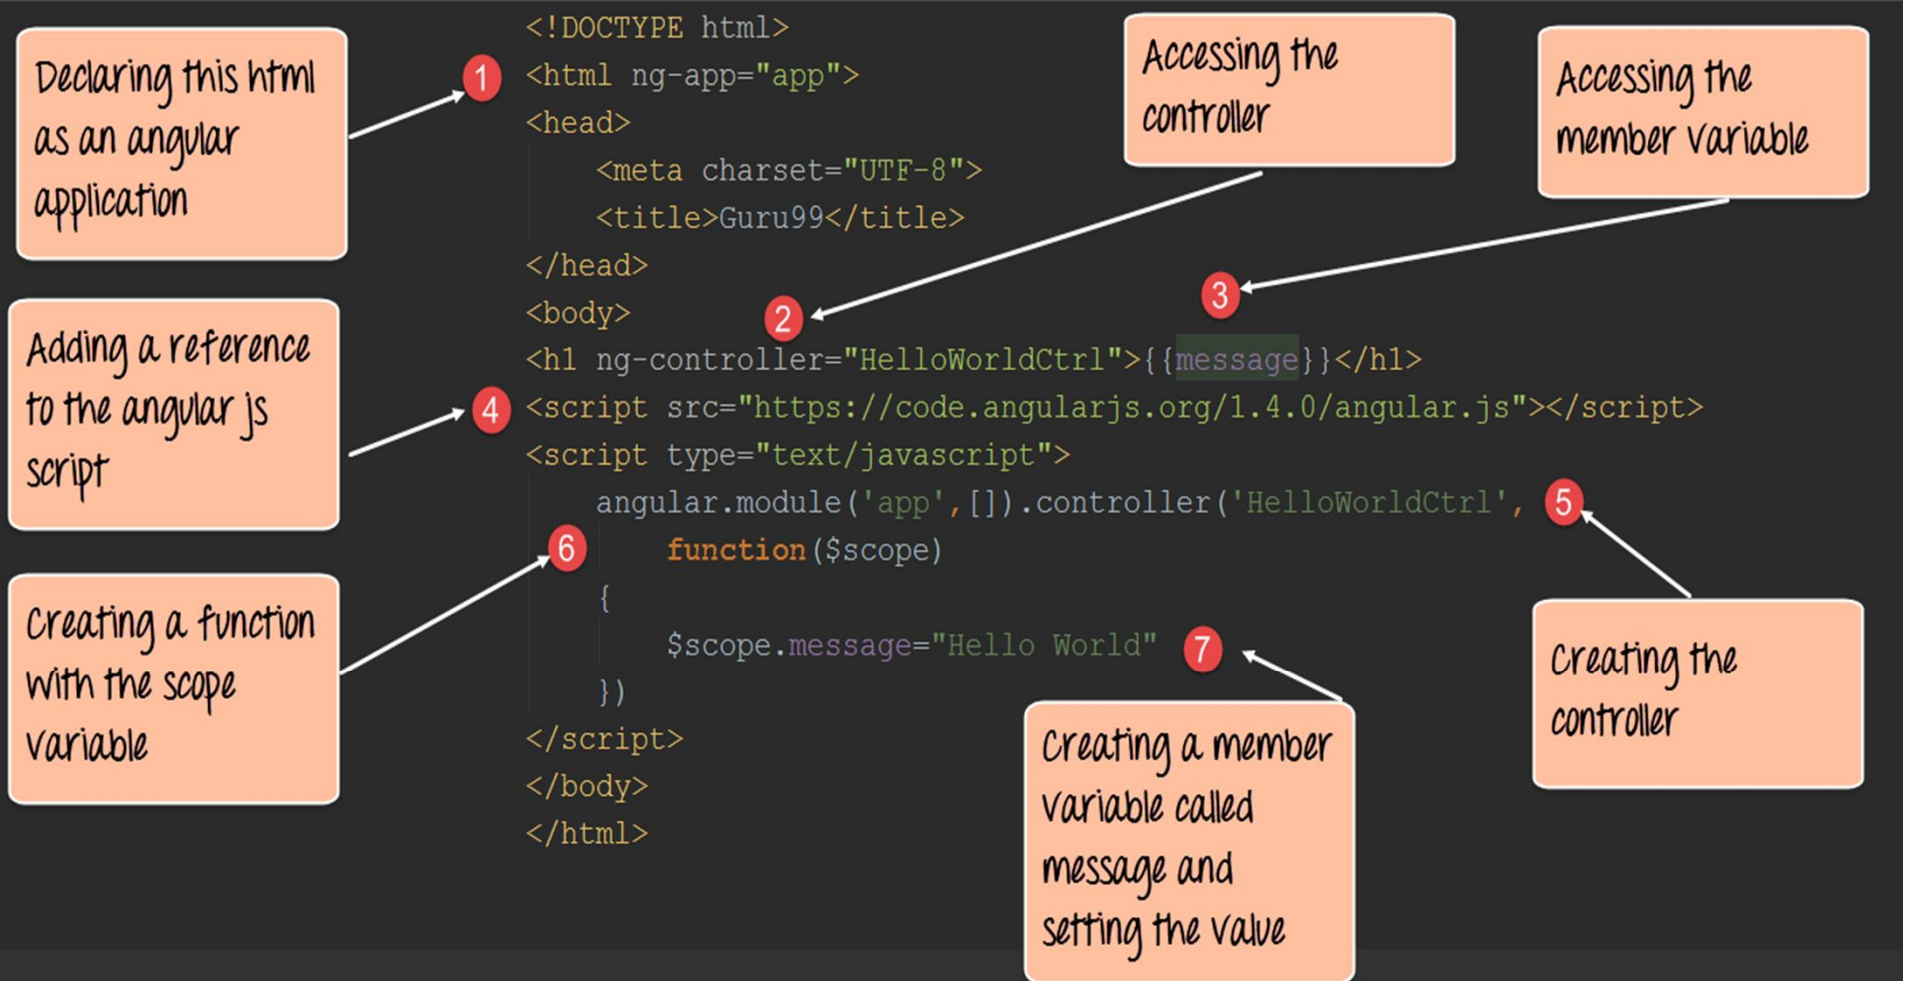 Declaring this html
as an angular
application
1
Adding a reference
to the angular js
script
4
Creating a function
with the scope
variable
6
<!DOCTYPE html>
<html ng-app="app">
<head>
<meta charset="UTF-8">
<title>Guru99</title>
</head>
<body>
<h1 ng-controller="HelloWorldCtrl">{{message}}</h1>
<script src="https://code.angularjs.org/1.4.0/angular.js"></script>
<script type="text/javascript">
angular.module('app',[]).controller('HelloWorldCtrl',
function($scope)
{
$scope.message="Hello World"
})
</script>
</body>
</html>
Accessing the
controller
2
Accessing the
member variable
3
5
Creating the
controller
7
Creating a member
variable called
message and
setting the value